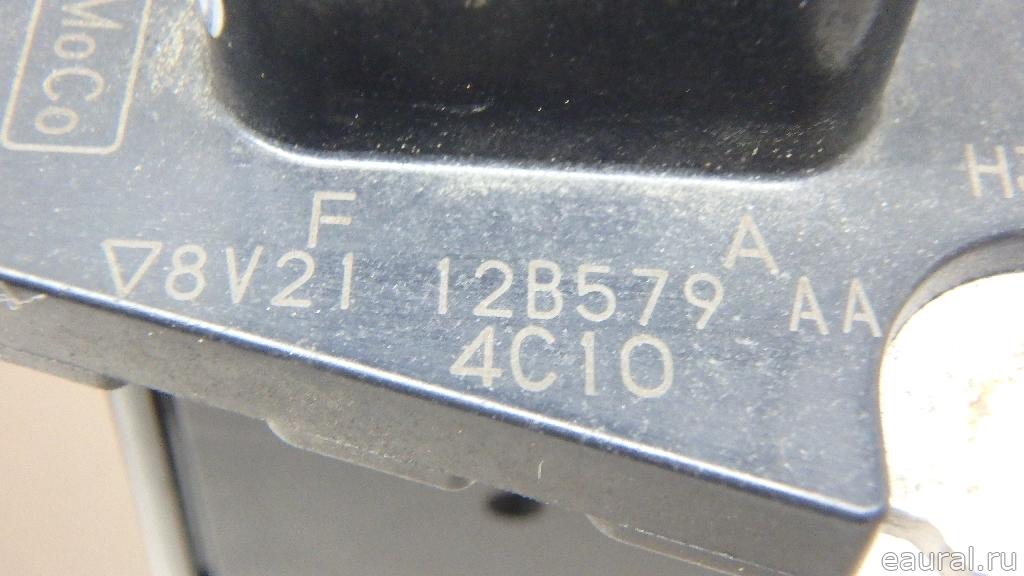 MoCo
F A
8V21 12B579 AA
4C10
eaural.ru